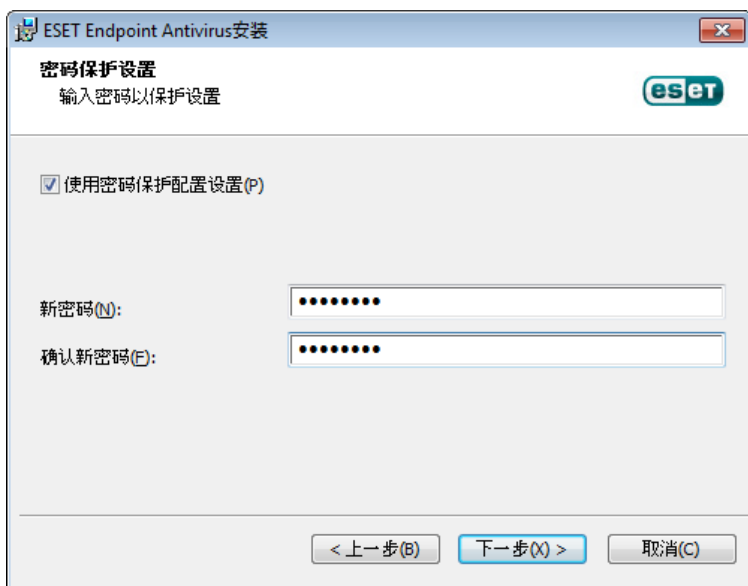 ESET Endpoint Antivirus安装
密码保护设置
输入密码以保护设置
eseT
使用密码保护配置设置(P)
新密码(N):
••••••••
确认新密码(E):
••••••••
< 上一步(B)
下一步(X) >
取消(C)